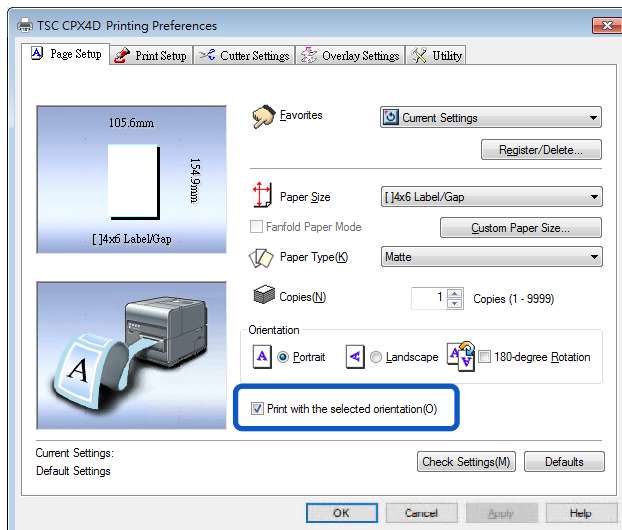 TSC CPX4D Printing Preferences
Page Setup
Print Setup
Cutter Settings
Overlay Settings
Utility
105.6mm
154.9mm
[ ]4x6 Label/Gap
Favorites
Current Settings
Register/Delete...
Paper Size
[ ]4x6 Label/Gap
Fanfold Paper Mode
Custom Paper Size...
Paper Type(K)
Matte
Copies(N)
1
Copies (1 - 9999)
Orientation
A
Portrait
A
Landscape
A
A
180-degree Rotation
A
Print with the selected orientation(O)
Current Settings:
Default Settings
Check Settings(M)
Defaults
OK
Cancel
Apply
Help